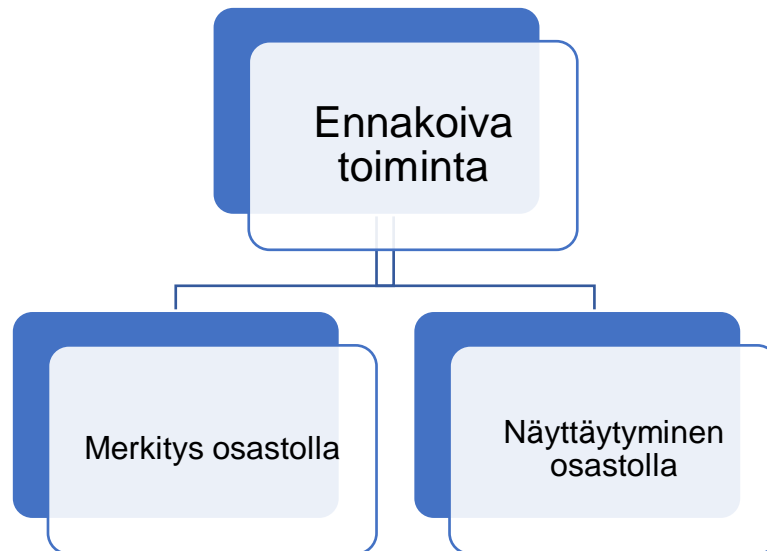 Ennakoiva
toiminta
Merkitys osastolla
Näyttäytyminen
osastolla